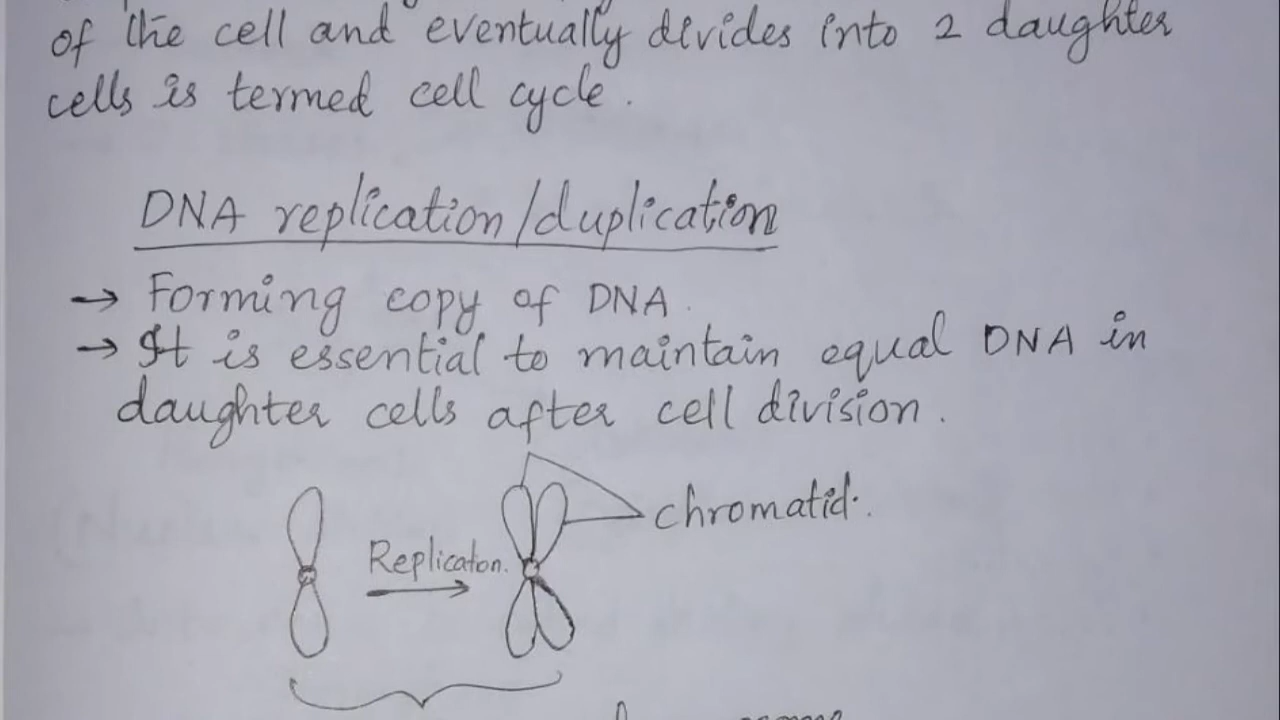 of the cell and eventually divides into 2 daughter
cells is termed cell cycle.
DNA replication/duplication
→ Forming copy of DNA.
→ It is essential to maintain equal DNA in
daughter cells after cell division.
chromatid.
Replicaton.